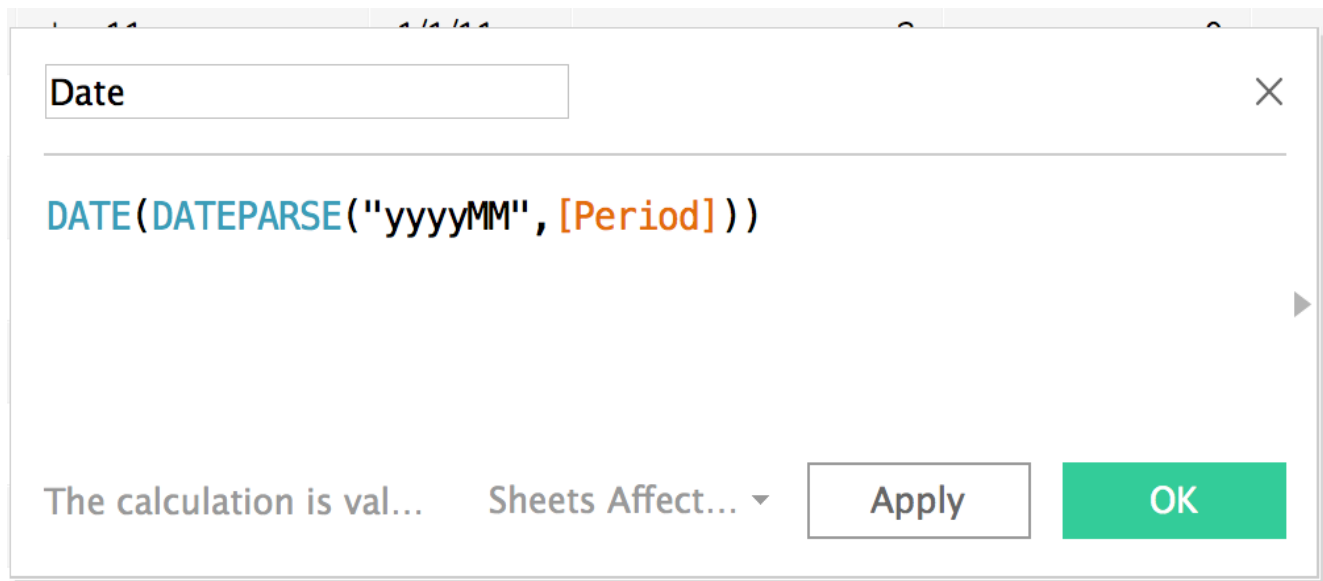 Date
DATE(DATEPARSE("yyyyMM",[Period]))
The calculation is val... Sheets Affect... Apply OK